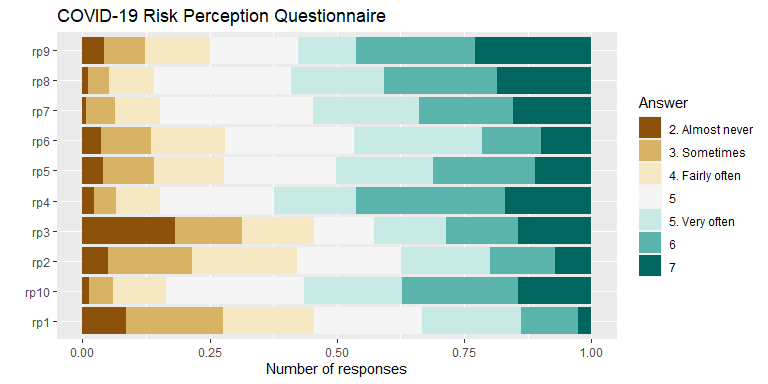 COVID-19 Risk Perception Questionnaire
rp9
rp8
rp7
rp6
rp5
rp4
rp3
rp2
rp10
rp1
0.00 0.25 0.50 0.75 1.00
Number of responses
Answer
2. Almost never
3. Sometimes
4. Fairly often
5
5. Very often
6
7